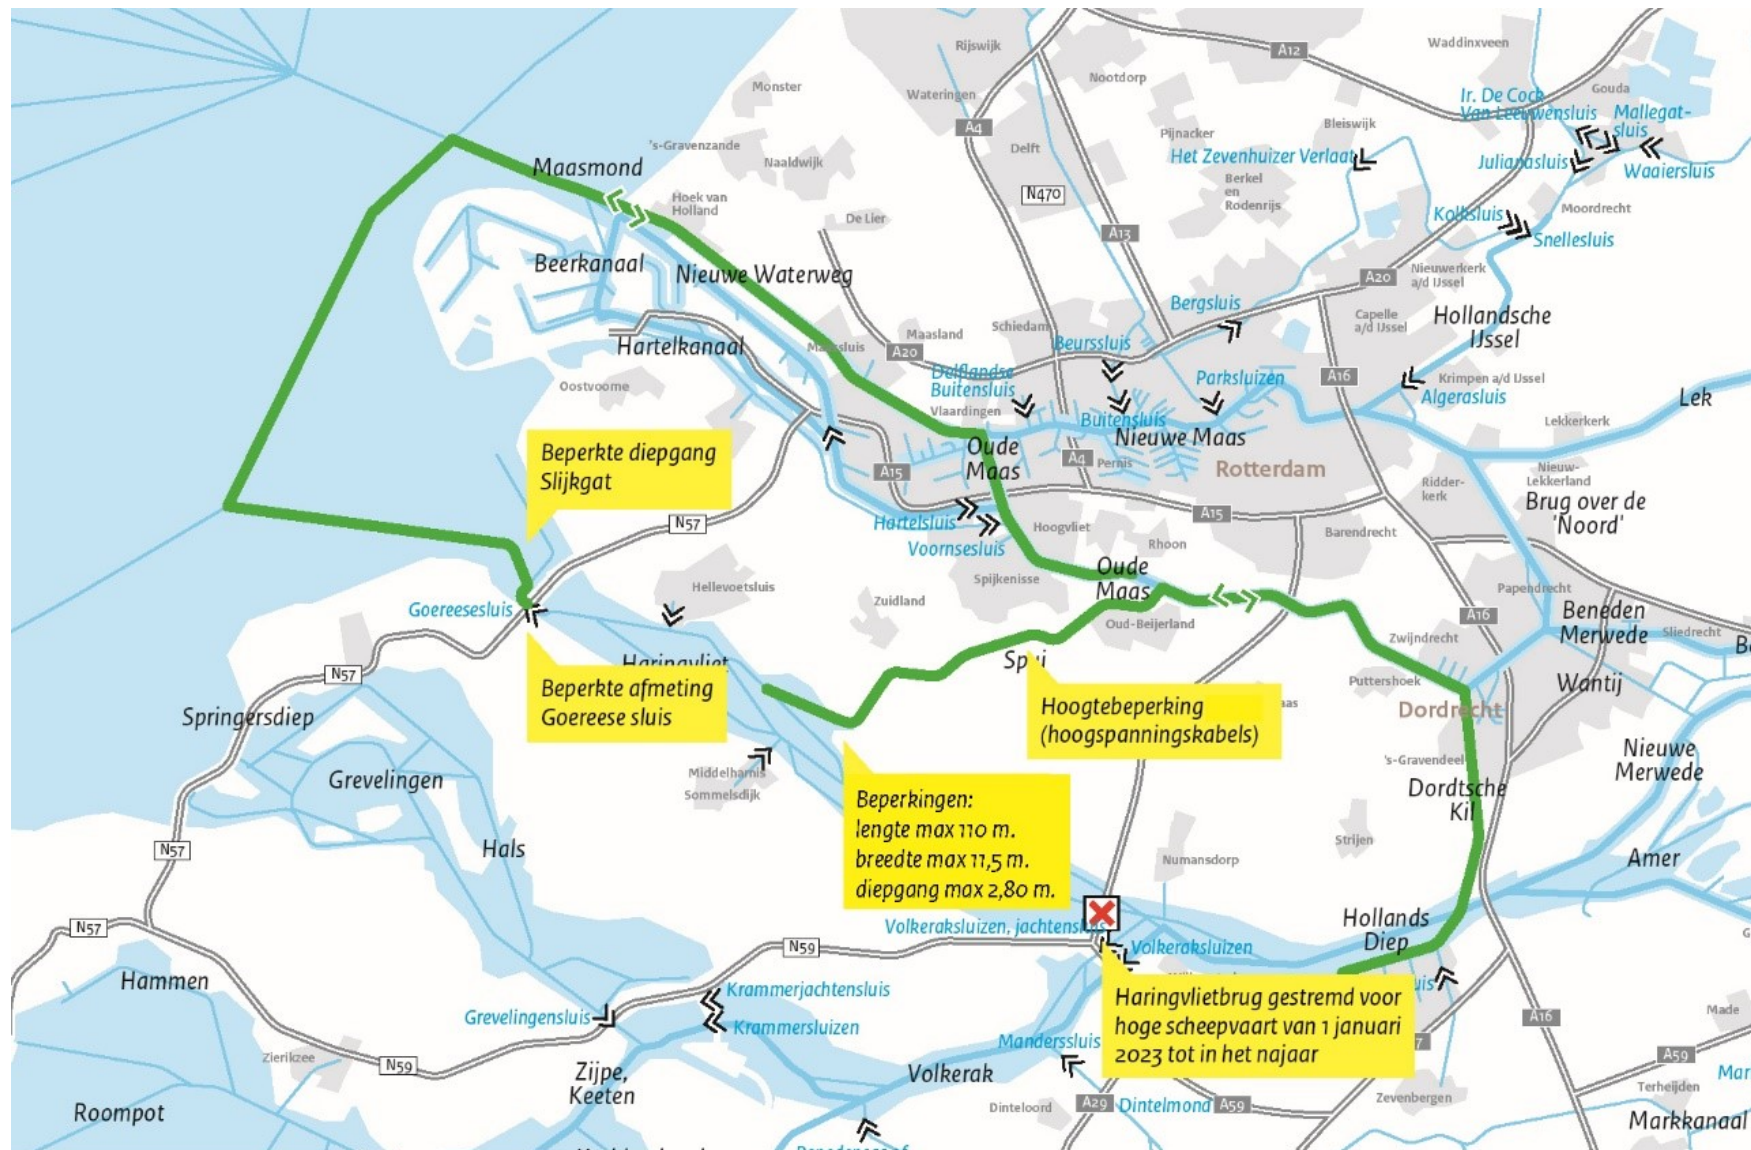 Rijswijk
A12
Waddinxveen
Monster
Nootdorp
Gouda
Wateringen
Ir. De Cock
Van Leeuwensluis
Mallegat-
sluis
A4
Bleiswijk
's-Gravenzande
Delft
Pijnacker
Maasmond
Naaldwijk
Het Zevenhuizer Verlaat
Julianasluis
Waaiersluis
Hoek van
Holland
N470
Berkel
en
Rodenrijs
De Lier
Moordrecht
Kolksluis
A13
Snellesluis
Beerkanaal
Nieuwe Waterweg
A20
Nieuwerkerk
a/d IJssel
Bergsluis
Capelle
a/d IJssel
Hollandsche
IJssel
Hartelkanaal
Maassluis
Maasland
Schiedam
A20
Beurssluis
Oostvoorne
Delflandse
Buitensluis
Parksluizen
A16
Krimpen a/d IJssel
Algerasluis
Lek
Vlaardingen
Buitensluis
Nieuwe Maas
Lekkerkerk
Beperkte diepgang
Slijkgat
Oude
Maas
A4
Pernis
Rotterdam
A15
Nieuw-
Lekkerland
Ridder-
kerk
Brug over de
'Noord'
N57
Hartelsluis
A15
Hoogvliet
Barendrecht
Voornsesluis
Rhoon
Oude
Maas
Hellevoetsluis
Spijkenisse
Zuidland
Papendrecht
Goereesesluis
A16
Beneden
Merwede
Oud-Beijerland
Zwijndrecht
Sliedrecht
Haringvliet
Spui
N57
Beperkte afmeting
Goereese sluis
Puttershoek
Wantij
Hoogtebeperking
(hoogspanningskabels)
Dordrecht
Springersdiep
Nieuwe
Merwede
's-Gravendeel
Middelharnis
Sommelsdijk
Grevelingen
Dordtsche
Kil
Beperkingen:
lengte max 110 m.
breedte max 11,5 m.
diepgang max 2,80 m.
Strijen
N57
Hals
Numansdorp
Amer
N57
Volkeraksluizen, jachtensluis
Hollands
Diep
N59
Volkeraksluizen
Hammen
Krammerjachtensluis
Haringvlietbrug gestremd voor
hoge scheepvaart van 1 januari
2023 tot in het najaar
Grevelingensluis
Krammersluizen
A16
Made
Manderssluis
Zierikzee
N59
A59
Zijpe,
Keeten
Volkerak
Terheijden
Roompot
Dinteloord
A29
Dintelmond
A59
Zevenbergen
Markkanaal